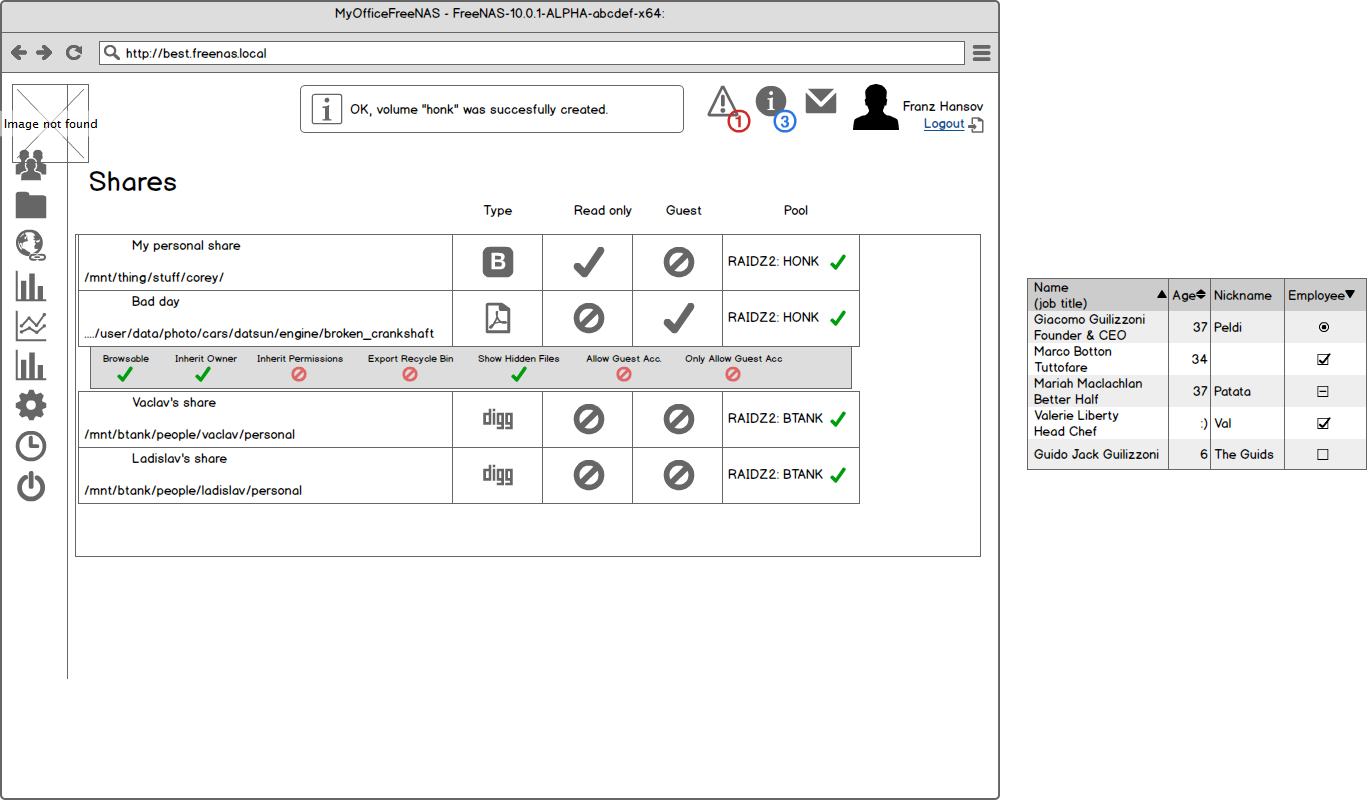 MyOfficeFreeNAS - FreeNAS-10.0.1-ALPHA-abcdef-x64:
http://best.freenas.local
Image not found
i OK, volume "honk" was succesfully created.
1
i 3
Franz Hansov
Logout
Shares
Type Read only Guest Pool
My personal share
/mnt/thing/stuff/corey/
B
RAIDZ2: HONK
Bad day
..../user/data/photo/cars/datsun/engine/broken_crankshaft
RAIDZ2: HONK
Browsable Inherit Owner Inherit Permissions Export Recycle Bin Show Hidden Files Allow Guest Acc. Only Allow Guest Acc
Vaclav's share
/mnt/btank/people/vaclav/personal
digg
RAIDZ2: BTANK
Ladislav's share
/mnt/btank/people/ladislav/personal
digg
RAIDZ2: BTANK
Name
(job title)
Age Nickname Employee
Giacomo Guilizzoni
Founder & CEO
37 Peldi
Marco Botton
Tuttofare
34
Mariah Maclachlan
Better Half
37 Patata
Valerie Liberty
Head Chef
:) Val
Guido Jack Guilizzoni 6 The Guids